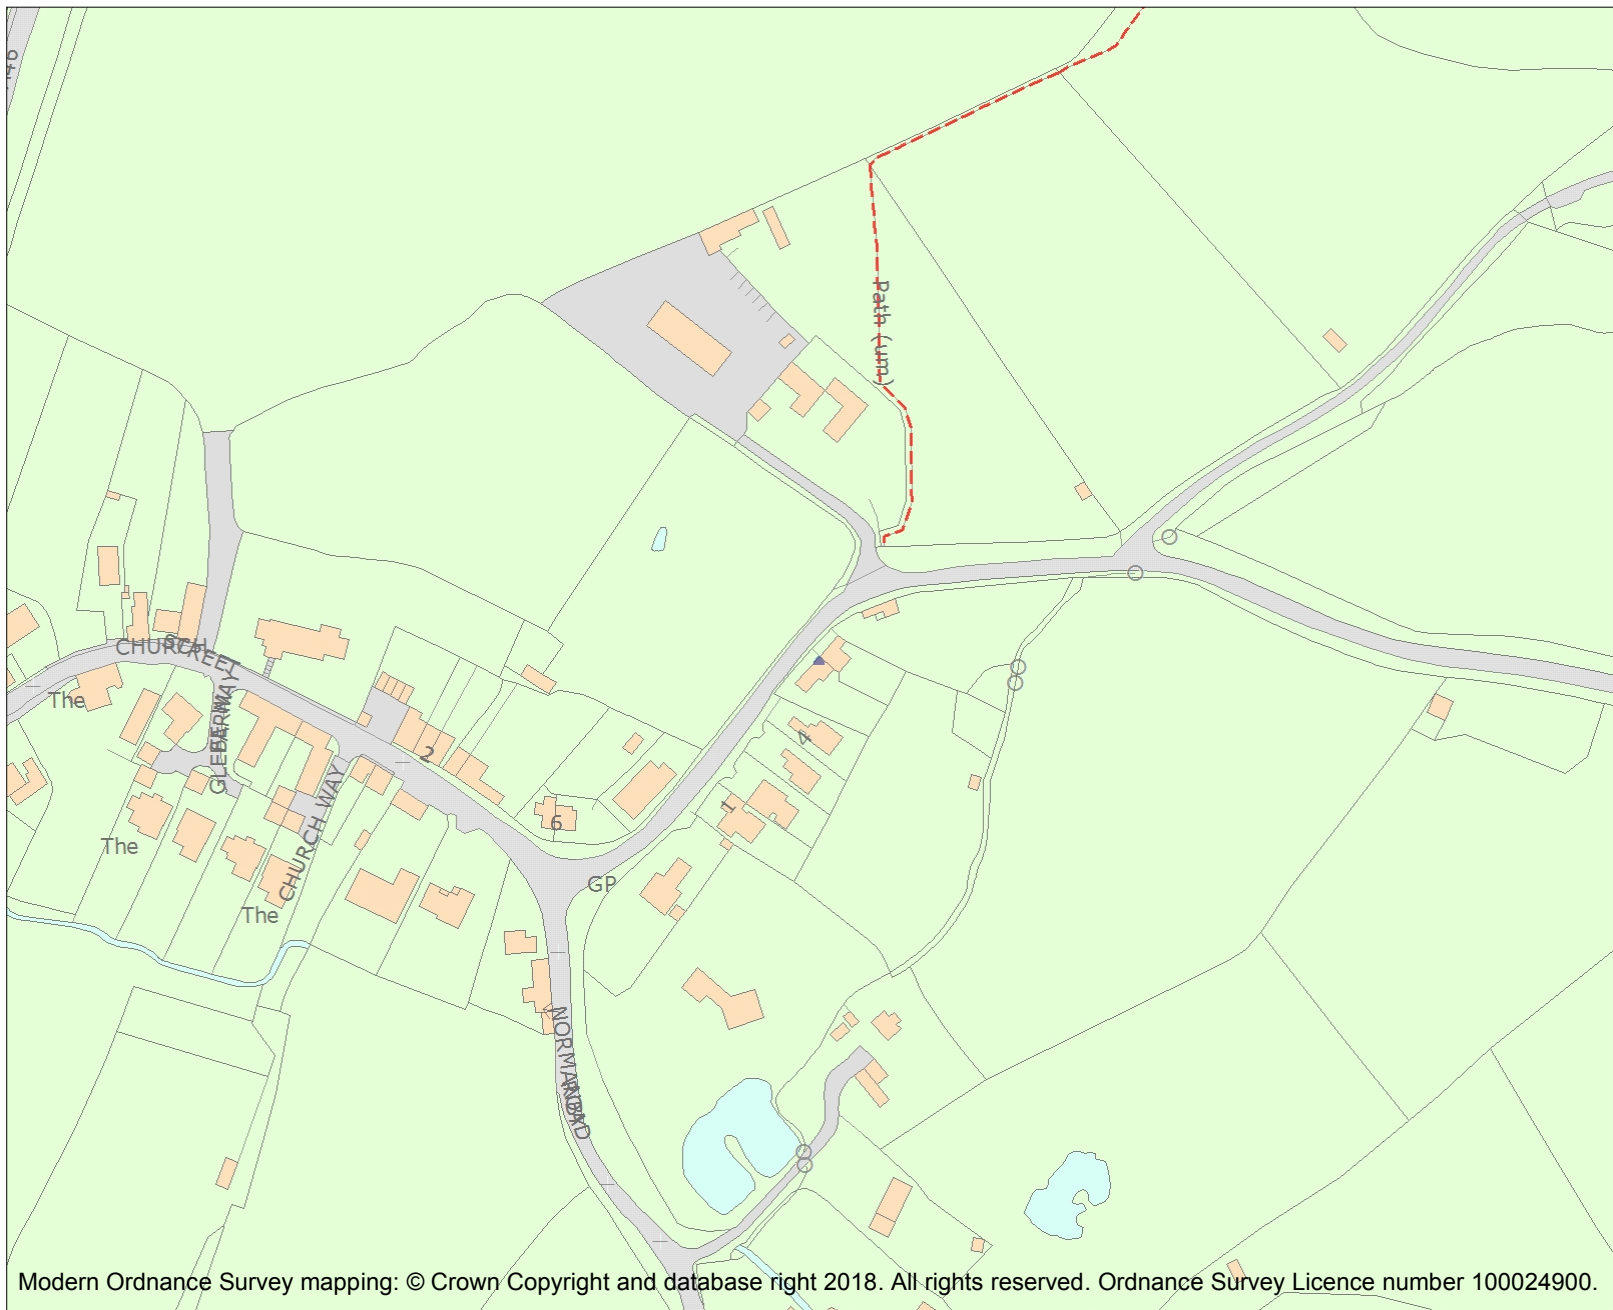 Path (um)
CHURCH
STREET
The
GLEBE
WAY
2
4
1
6
CHURCH WAY
The
GP
The
NORMANBY
ROAD
Modern Ordnance Survey mapping: © Crown Copyright and database right 2018. All rights reserved. Ordnance Survey Licence number 100024900.